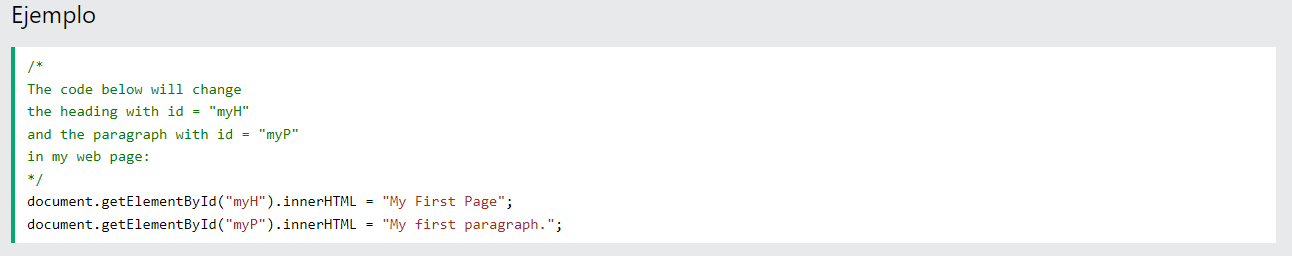 Ejemplo
/*
The code below will change
the heading with id = "myH"
and the paragraph with id = "myP"
in my web page:
*/
document.getElementById("myH").innerHTML = "My First Page";
document.getElementById("myP").innerHTML = "My first paragraph.";